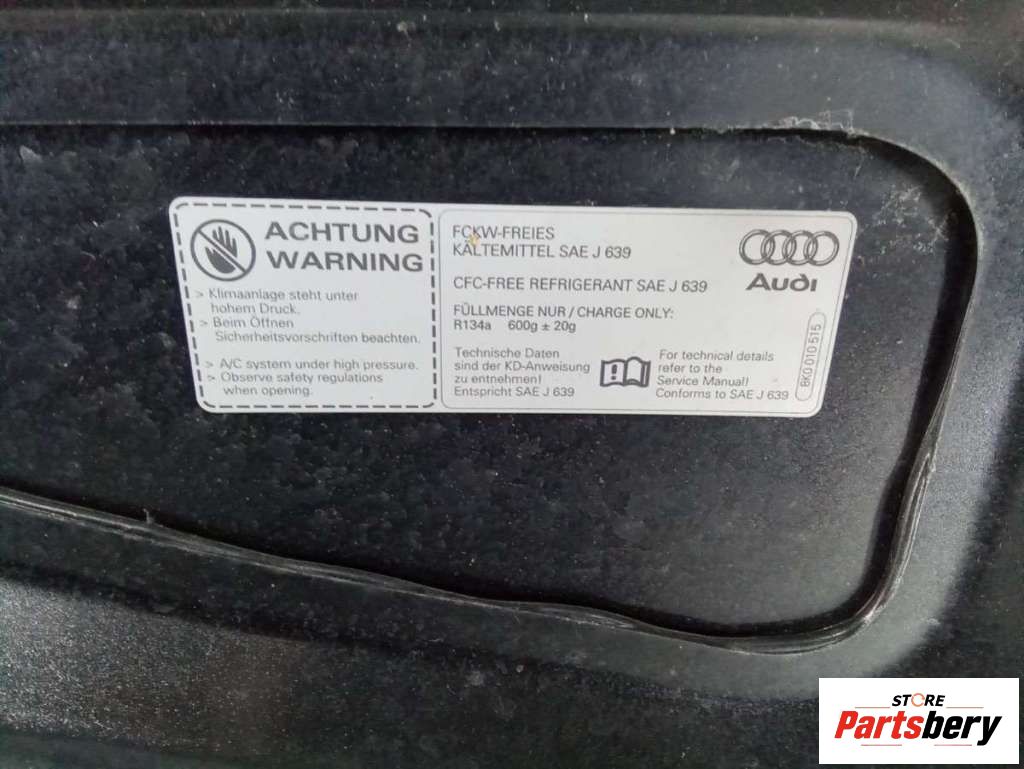 ACHTUNG
WARNING
> Klimaanlage steht unter
hohem Druck.
> Beim Öffnen
Sicherheitsvorschriften beachten.
> A/C system under high pressure.
> Observe safety regulations
when opening.
FCKW-FREIES
KÄLTEMITTEL SAE J 639
CFC-FREE REFRIGERANT SAE J 639
FÜLLMENGE NUR / CHARGE ONLY:
R134a 600g ± 20g
Technische Daten
sind der KD-Anweisung
zu entnehmen!
Entspricht SAE J 639
For technical details
refer to the
Service Manual!
Conforms to SAE J 639
Audi
8K0 010 515
STORE
Partsbery